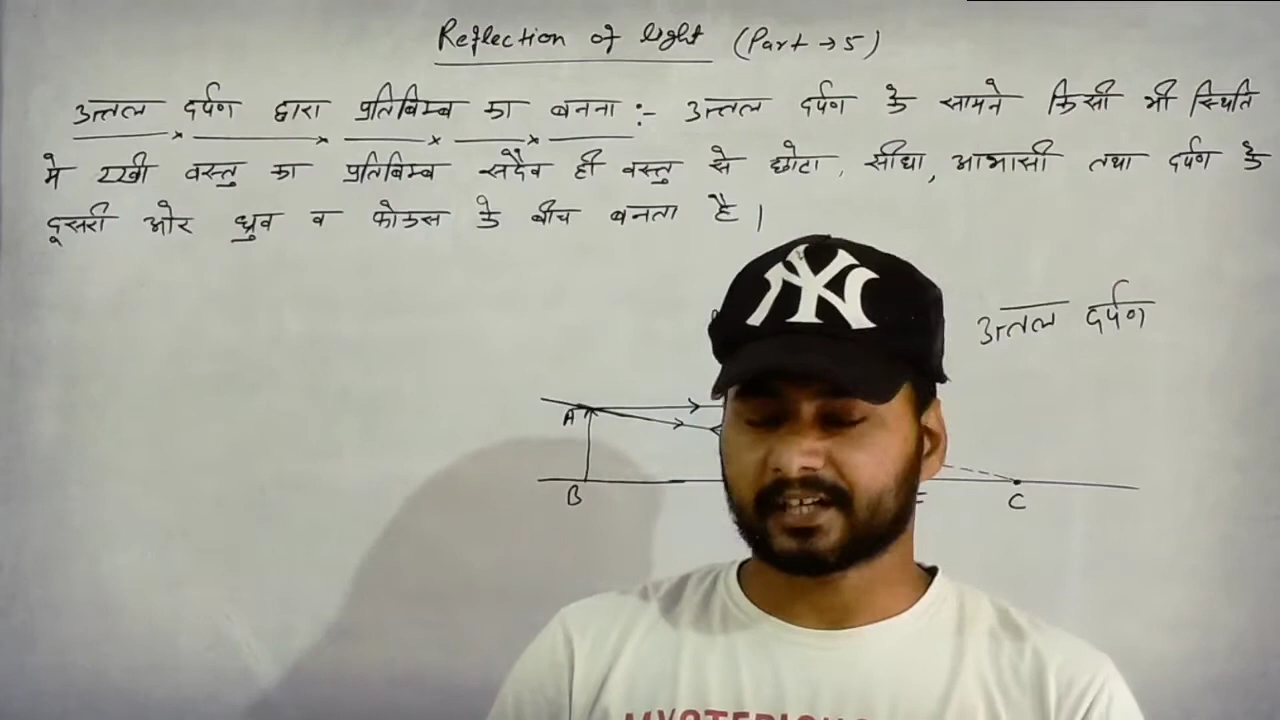 Reflection of light (Part → 5)
उत्तल दर्पण द्वारा प्रतिबिम्ब का बनना :- उत्तल दर्पण के सामने किसी भी स्थिति
मे रखी वस्तु का प्रतिबिम्ब सदैव ही वस्तु से छोटा, सीधा, आभासी तथा दर्पण के
दूसरी ओर ध्रुव व फोकस के बीच बनता है।
NY
उत्तल दर्पण
A
B
C